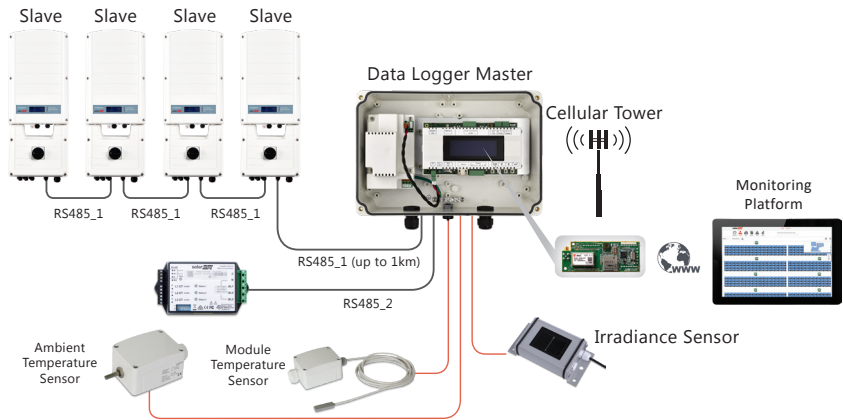 Slave
Slave
Slave
Slave
Data Logger Master
Cellular Tower
Monitoring
Platform
RS485_1
RS485_1
RS485_1
RS485_1 (up to 1km)
WWW
RS485_2
Irradiance Sensor
Ambient
Temperature
Sensor
Module
Temperature
Sensor